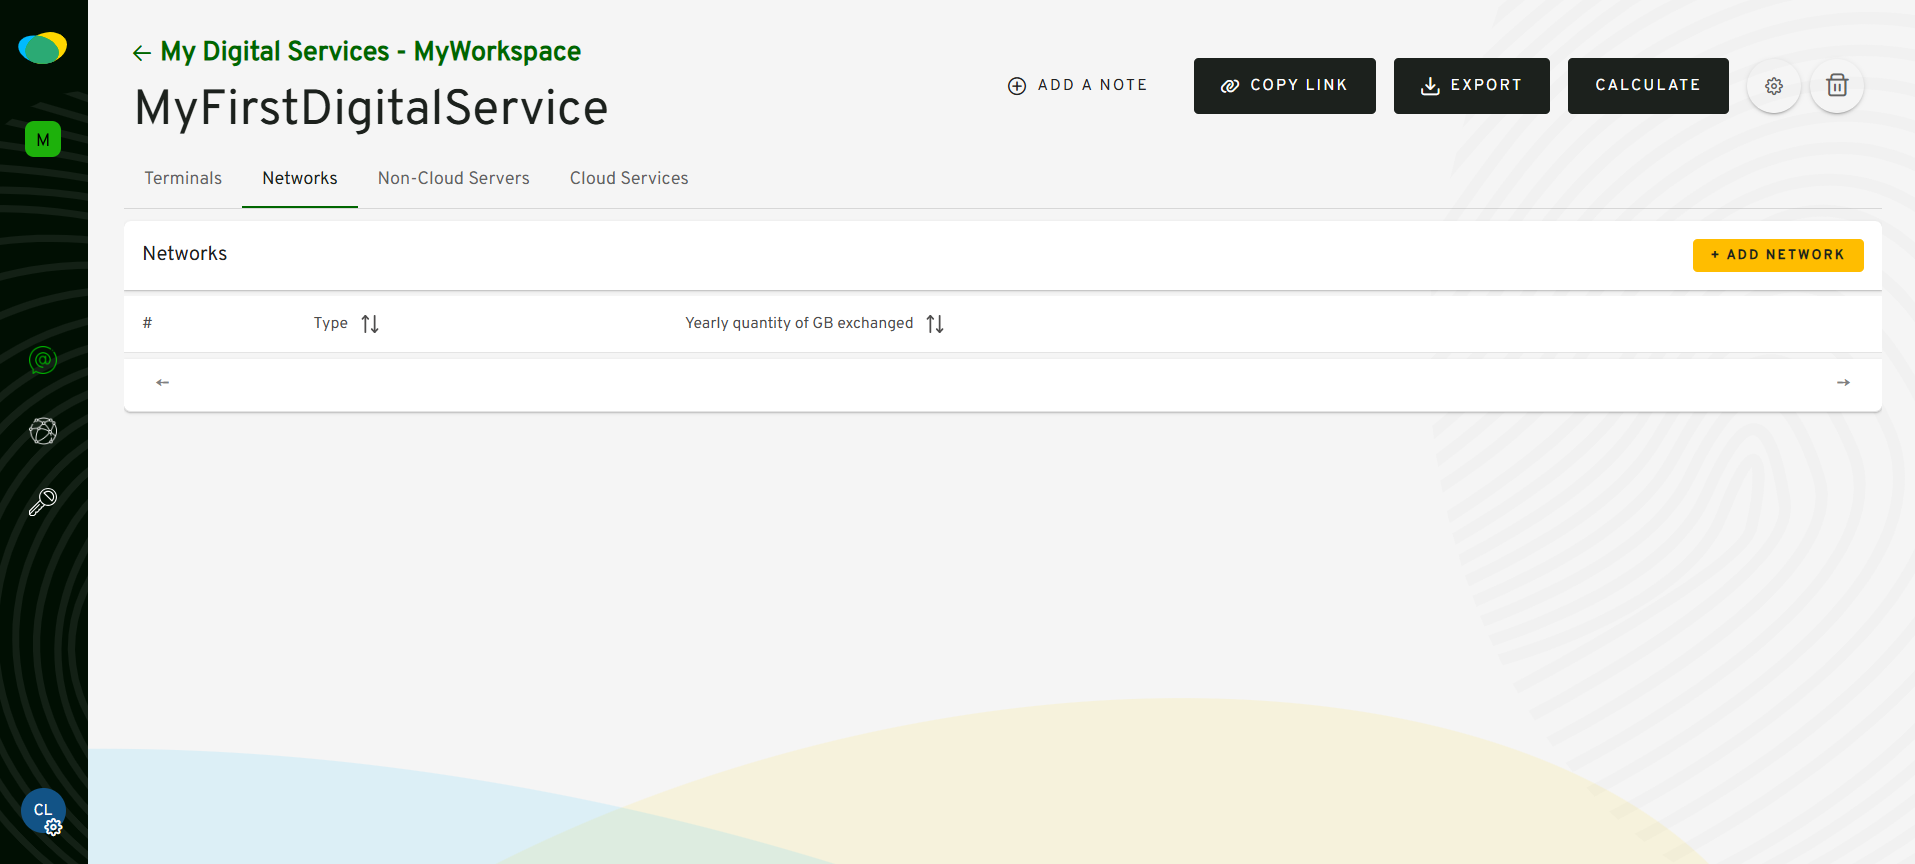 My Digital Services - MyWorkspace
MyFirstDigitalService
ADD A NOTE
COPY LINK
EXPORT
CALCULATE
M
Terminals
Networks
Non-Cloud Servers
Cloud Services
Networks
+ ADD NETWORK
#
Type
Yearly quantity of GB exchanged
CL